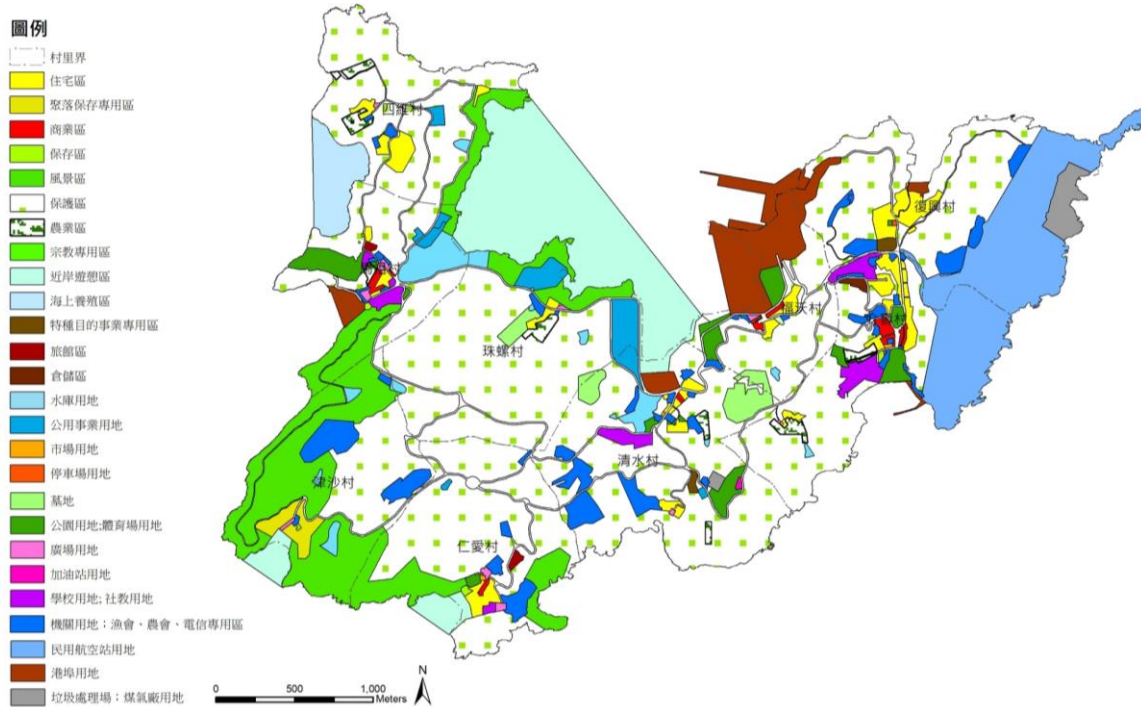 圖例
村里界
住宅區
聚落保存專用區
商業區
保存區
風景區
保護區
農業區
宗教專用區
近岸遊憩區
海上養殖區
特種目的事業專用區
旅館區
倉儲區
水庫用地
公用事業用地
市場用地
停車場用地
墓地
公園用地;體育場用地
廣場用地
加油站用地
學校用地; 社教用地
機關用地；漁會、農會、電信專用區
民用航空站用地
港埠用地
垃圾處理場；煤氣廠用地
四維村
復興村
福沃村
珠螺村
清水村
津沙村
仁愛村
0 500 1,000
Meters
N